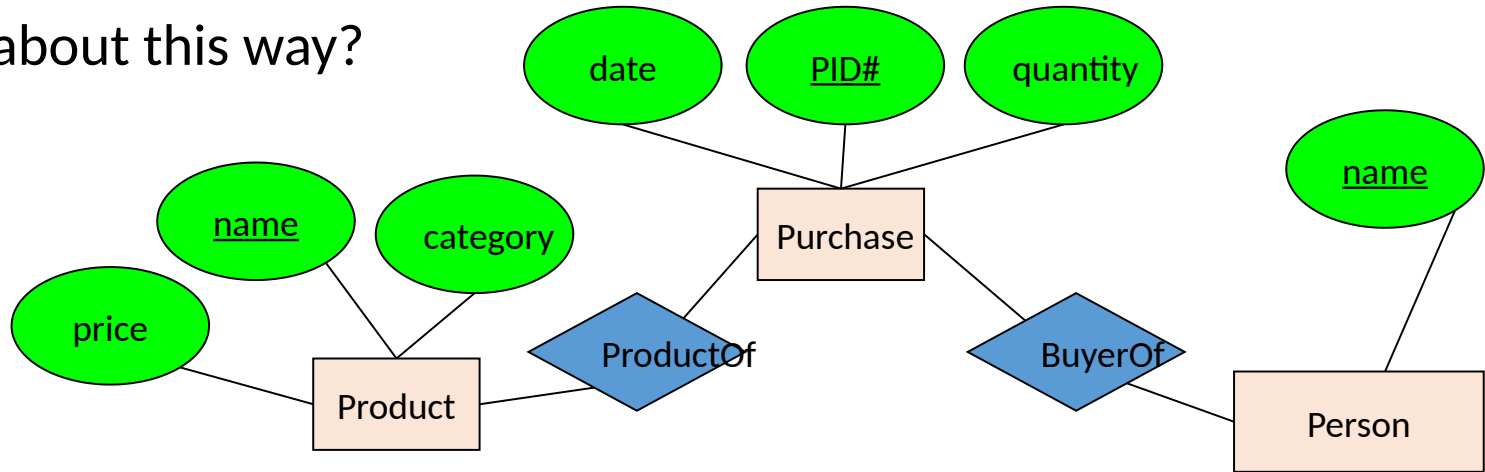 about this way?
date
PID#
quantity
name
name
category
Purchase
price
ProductOf
BuyerOf
Product
Person